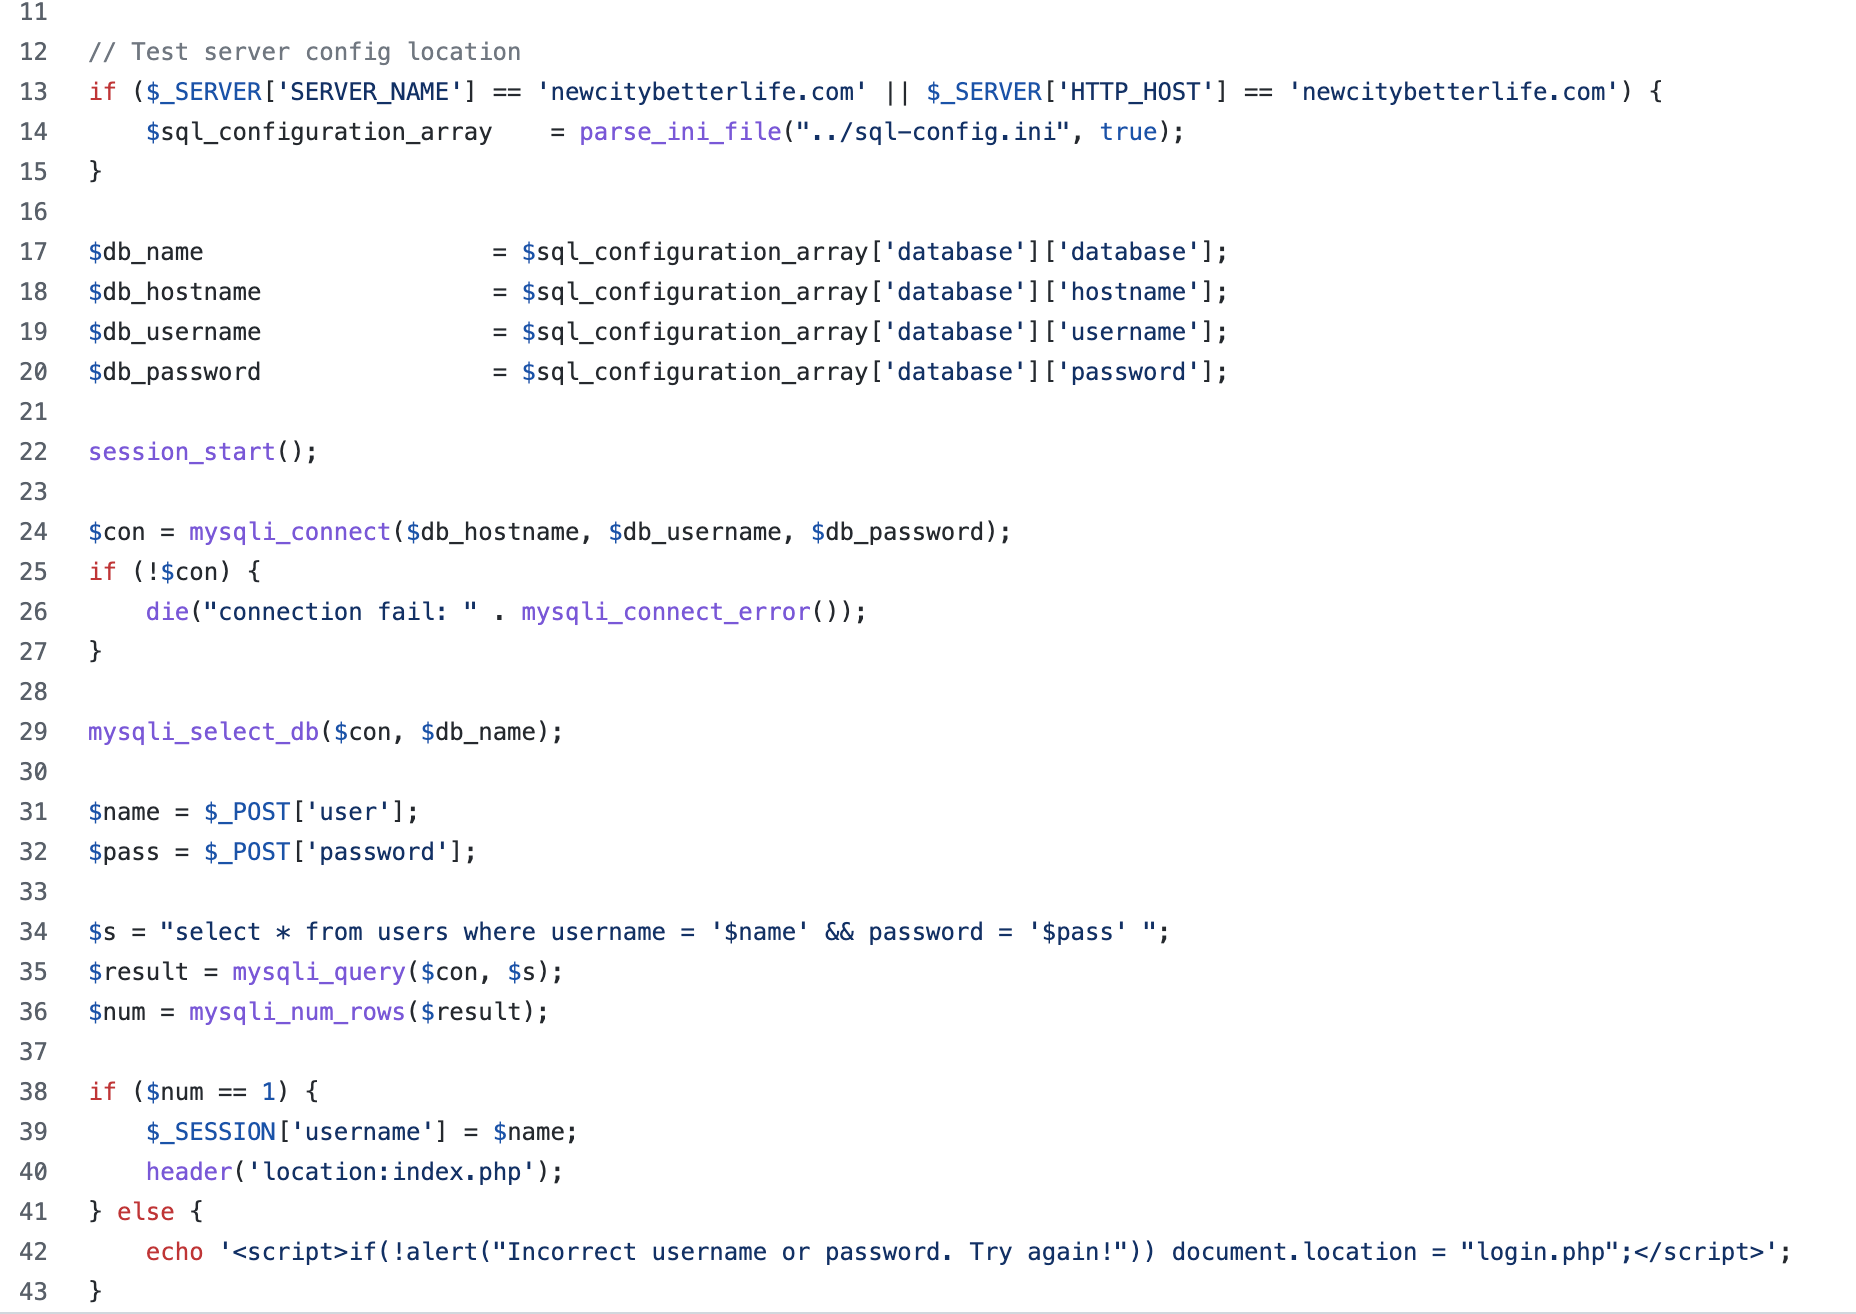 11
12 // Test server config location
13 if ($_SERVER['SERVER_NAME'] == 'newcitybetterlife.com' || $_SERVER['HTTP_HOST'] == 'newcitybetterlife.com') {
14     $sql_configuration_array    = parse_ini_file("../sql-config.ini", true);
15 }
16
17 $db_name                    = $sql_configuration_array['database']['database'];
18 $db_hostname                = $sql_configuration_array['database']['hostname'];
19 $db_username                = $sql_configuration_array['database']['username'];
20 $db_password                = $sql_configuration_array['database']['password'];
21
22 session_start();
23
24 $con = mysqli_connect($db_hostname, $db_username, $db_password);
25 if (!$con) {
26     die("connection fail: " . mysqli_connect_error());
27 }
28
29 mysqli_select_db($con, $db_name);
30
31 $name = $_POST['user'];
32 $pass = $_POST['password'];
33
34 $s = "select * from users where username = '$name' && password = '$pass' ";
35 $result = mysqli_query($con, $s);
36 $num = mysqli_num_rows($result);
37
38 if ($num == 1) {
39     $_SESSION['username'] = $name;
40     header('location:index.php');
41 } else {
42     echo '<script>if(!alert("Incorrect username or password. Try again!")) document.location = "login.php";</script>';
43 }